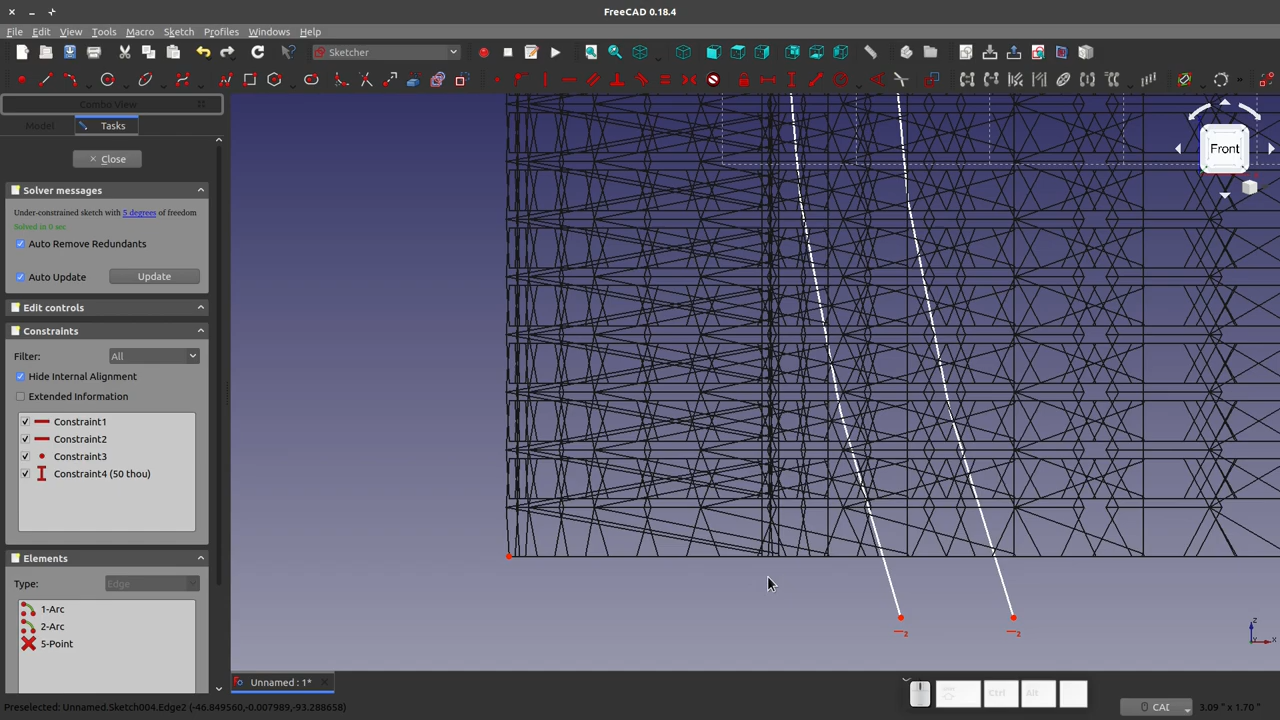 FreeCAD 0.18.4
File Edit View Tools Macro Sketch Profiles Windows Help
Sketcher
Combo View
Model Tasks
Close
Solver messages
Under-constrained sketch with 5 degrees of freedom
Solved in 0 sec
Auto Remove Redundants
Auto Update Update
Edit controls
Constraints
Filter: All
Hide Internal Alignment
Extended Information
Constraint1
Constraint2
Constraint3
Constraint4 (50 thou)
Elements
Type: Edge
1-Arc
2-Arc
5-Point
Front
2 2
z
x
Unnamed : 1*
Ctrl Alt
Preselected: Unnamed.Sketch004.Edge2 (-46.849560,-0.007989,-93.288658)
CAD 3.09 " x 1.70 "